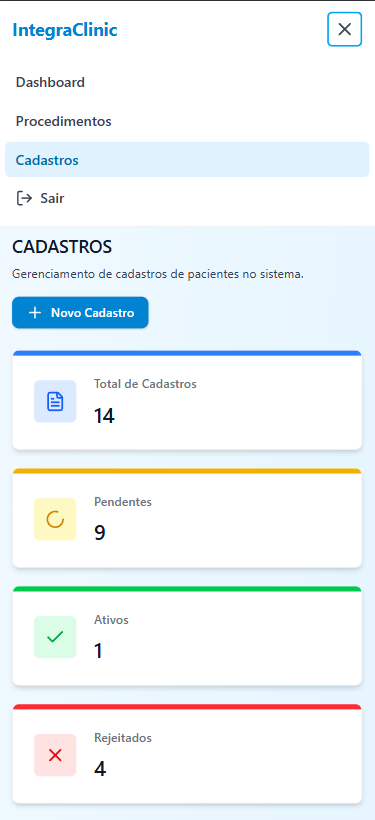 IntegraClinic
Dashboard
Procedimentos
Cadastros
Sair
CADASTROS
Gerenciamento de cadastros de pacientes no sistema.
Novo Cadastro
Total de Cadastros
14
Pendentes
9
Ativos
1
Rejeitados
4